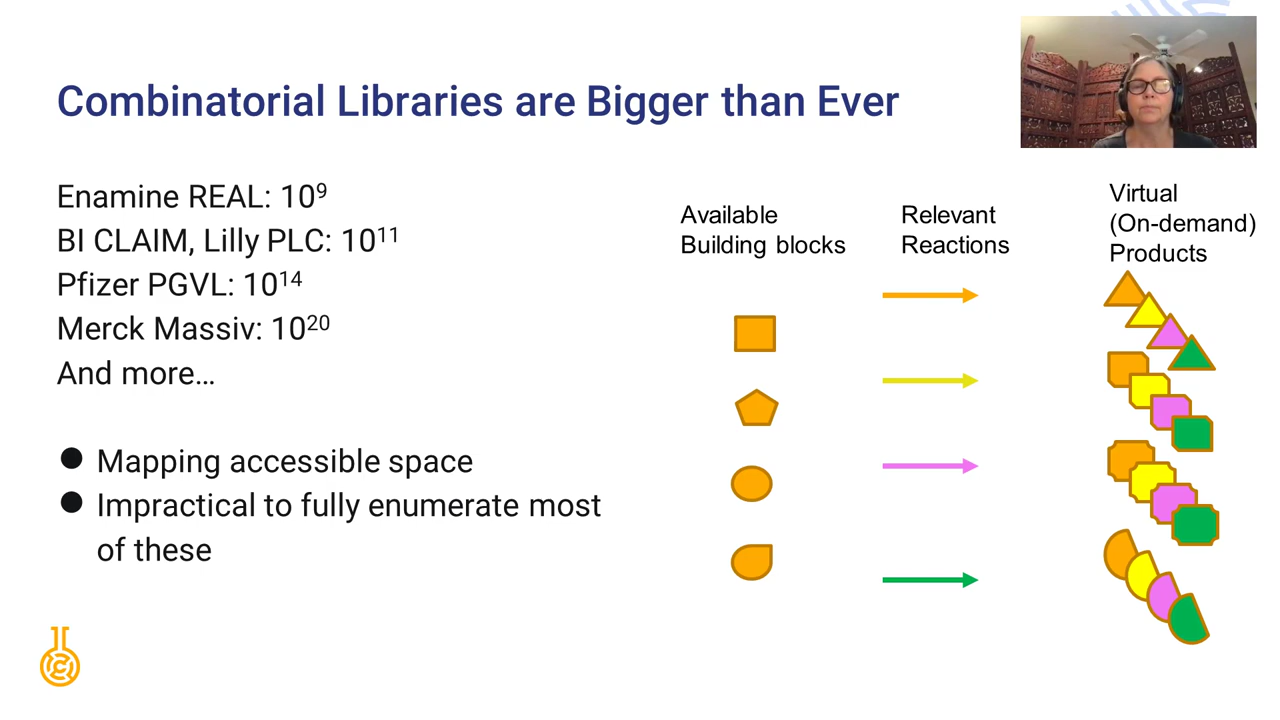 Combinatorial Libraries are Bigger than Ever
Enamine REAL: 10⁹
BI CLAIM, Lilly PLC: 10¹¹
Pfizer PGVL: 10¹⁴
Merck Massiv: 10²⁰
And more…
● Mapping accessible space
● Impractical to fully enumerate most
of these
Available
Building blocks
Relevant
Reactions
Virtual
(On-demand)
Products